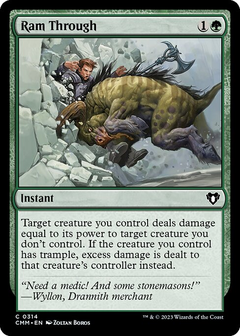 Ram Through 1
Instant
Target creature you control deals damage
equal to its power to target creature you
don't control. If the creature you control
has trample, excess damage is dealt to
that creature's controller instead.
"Need a medic! And some stonemasons!"
—Wyllon, Drannith merchant
C 0314
CMM • EN Zoltan Boros
™ & © 2023 Wizards of the Coast